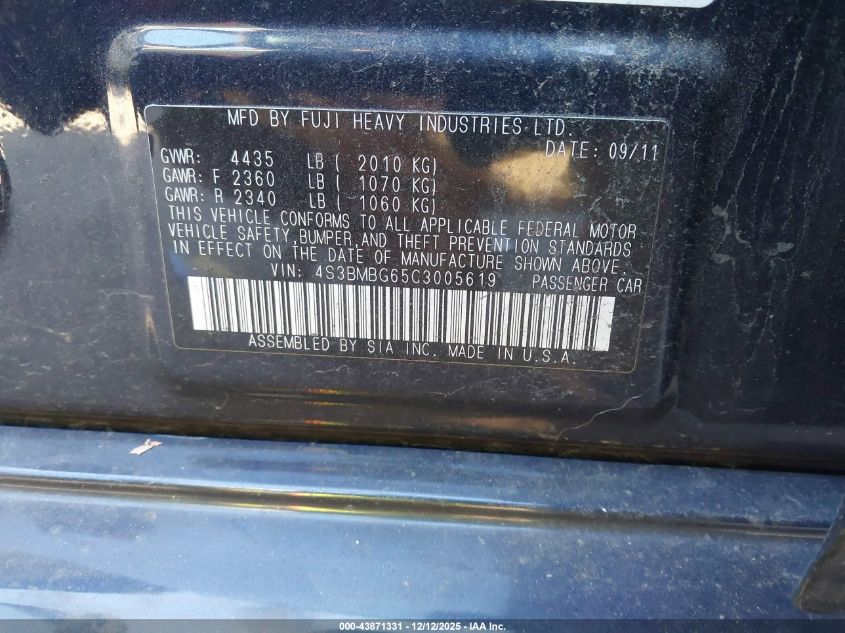 MFD BY FUJI HEAVY INDUSTRIES LTD.
DATE: 09/11
GVWR: 4435 LB ( 2010 KG)
GAWR: F 2360 LB ( 1070 KG)
GAWR: R 2340 LB ( 1060 KG)
THIS VEHICLE CONFORMS TO ALL APPLICABLE FEDERAL MOTOR
VEHICLE SAFETY,BUMPER,AND THEFT PREVENTION STANDARDS
IN EFFECT ON THE DATE OF MANUFACTURE SHOWN ABOVE.
VIN: 4S3BMBG65C3005619 PASSENGER CAR
ASSEMBLED BY SIA INC. MADE IN U.S.A.
000-43871331 - 12/12/2025 - IAA Inc.